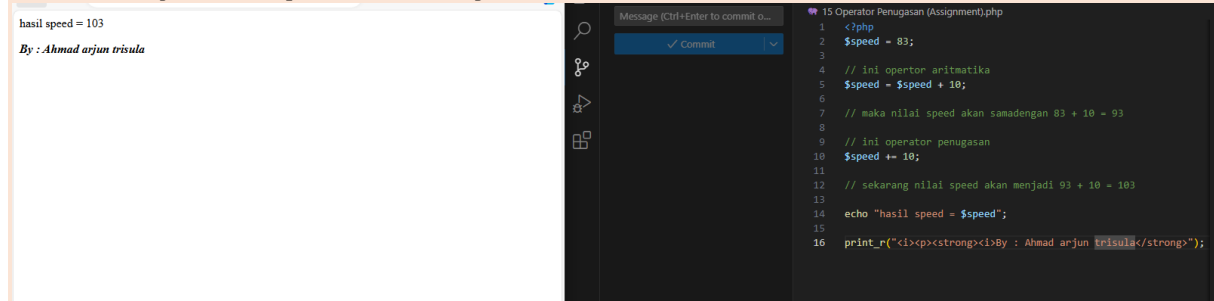 hasil speed = 103
By : Ahmad arjun trisula
Message (Ctrl+Enter to commit o...
✓ Commit
15 Operator Penugasan (Assignment).php
1 <?php
2 $speed = 83;
3
4 // ini opertor aritmatika
5 $speed = $speed + 10;
6
7 // maka nilai speed akan samadengan 83 + 10 = 93
8
9 // ini operator penugasan
10 $speed += 10;
11
12 // sekarang nilai speed akan menjadi 93 + 10 = 103
13
14 echo "hasil speed = $speed";
15
16 print_r("<i><p><strong><i>By : Ahmad arjun trisula</strong>");